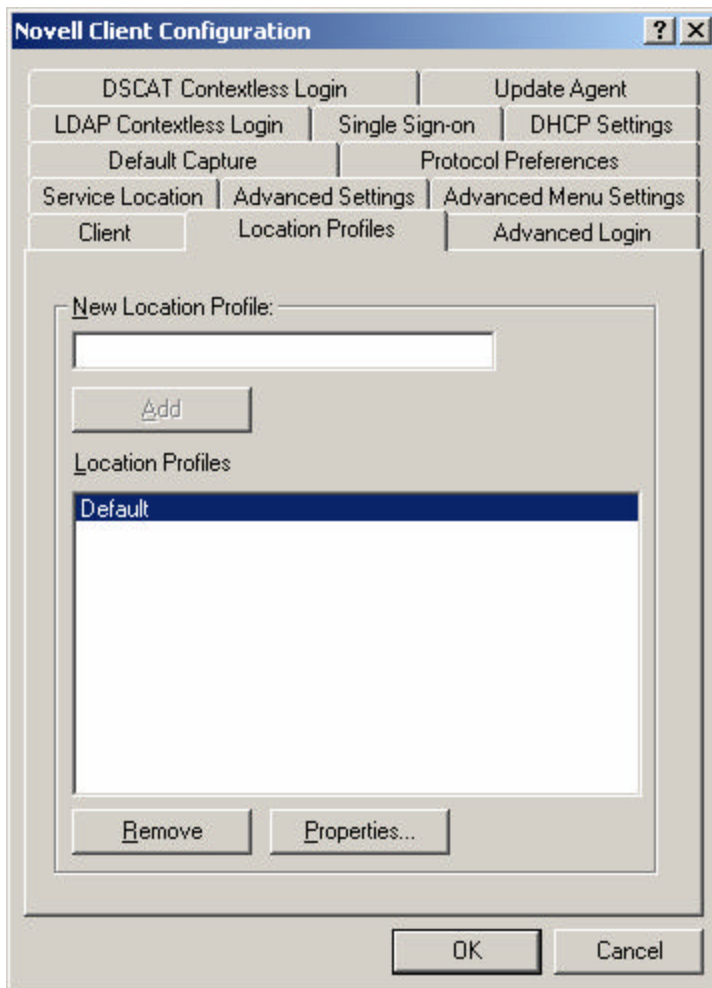 Novell Client Configuration
DSCAT Contextless Login Update Agent
LDAP Contextless Login Single Sign-on DHCP Settings
Default Capture Protocol Preferences
Service Location Advanced Settings Advanced Menu Settings
Client Location Profiles Advanced Login
New Location Profile:
Add
Location Profiles
Default
Remove Properties...
OK Cancel